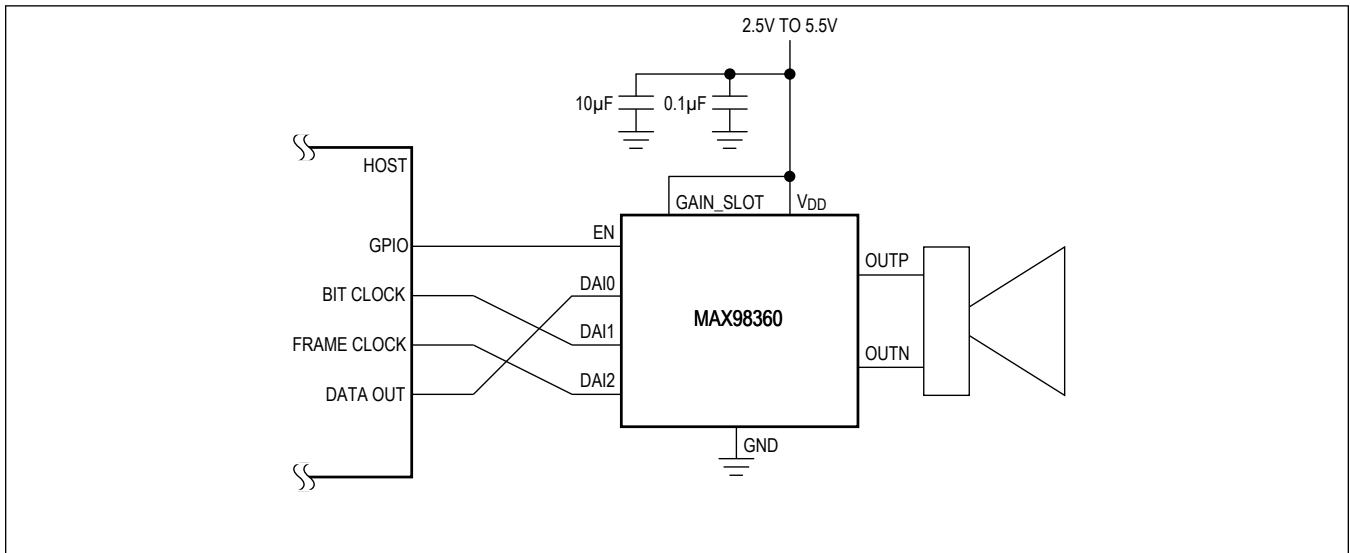 2.5V TO 5.5V
10µF
0.1µF
HOST
GAIN_SLOT
VDD
GPIO
EN
BIT CLOCK
DAI0
FRAME CLOCK
DAI1
DATA OUT
DAI2
MAX98360
OUTP
OUTN
GND